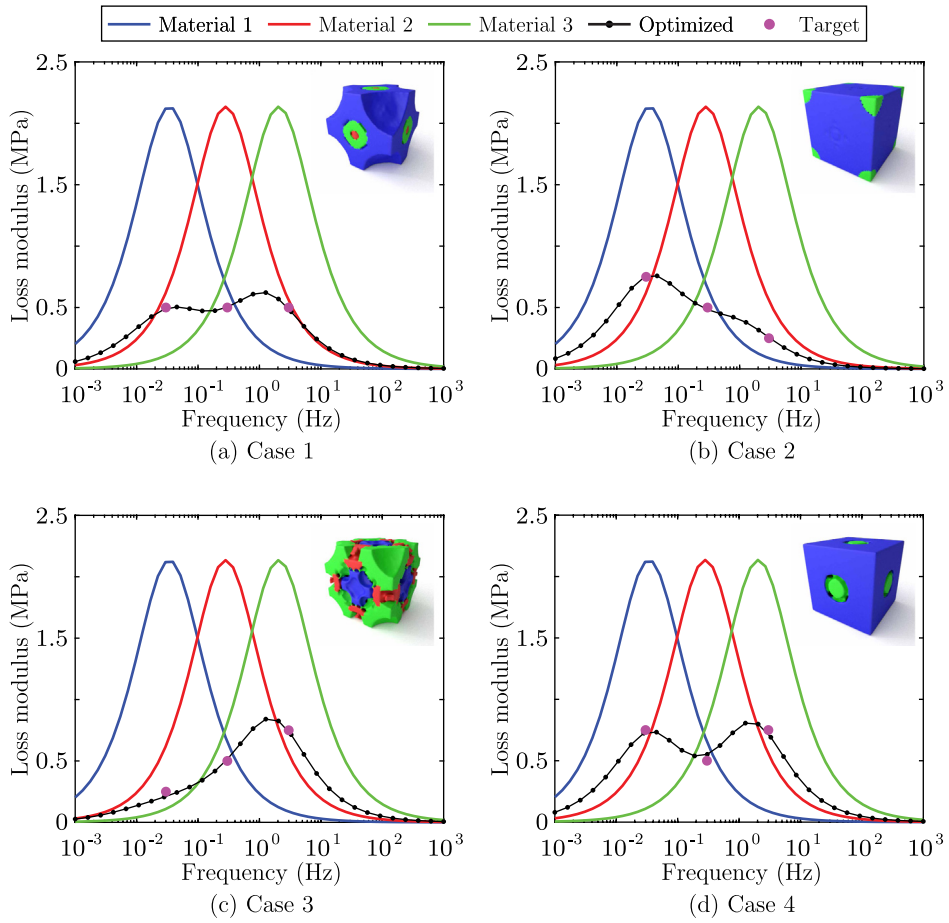 Material 1 Material 2 Material 3 Optimized Target
2.5 2.5
1.5 1.5
0.5 0.5
0 0
Loss modulus (MPa) Loss modulus (MPa)
10⁻³ 10⁻² 10⁻¹ 10⁰ 10¹ 10² 10³ 10⁻³ 10⁻² 10⁻¹ 10⁰ 10¹ 10² 10³
Frequency (Hz) Frequency (Hz)
(a) Case 1 (b) Case 2
2.5 2.5
1.5 1.5
0.5 0.5
0 0
Loss modulus (MPa) Loss modulus (MPa)
10⁻³ 10⁻² 10⁻¹ 10⁰ 10¹ 10² 10³ 10⁻³ 10⁻² 10⁻¹ 10⁰ 10¹ 10² 10³
Frequency (Hz) Frequency (Hz)
(c) Case 3 (d) Case 4